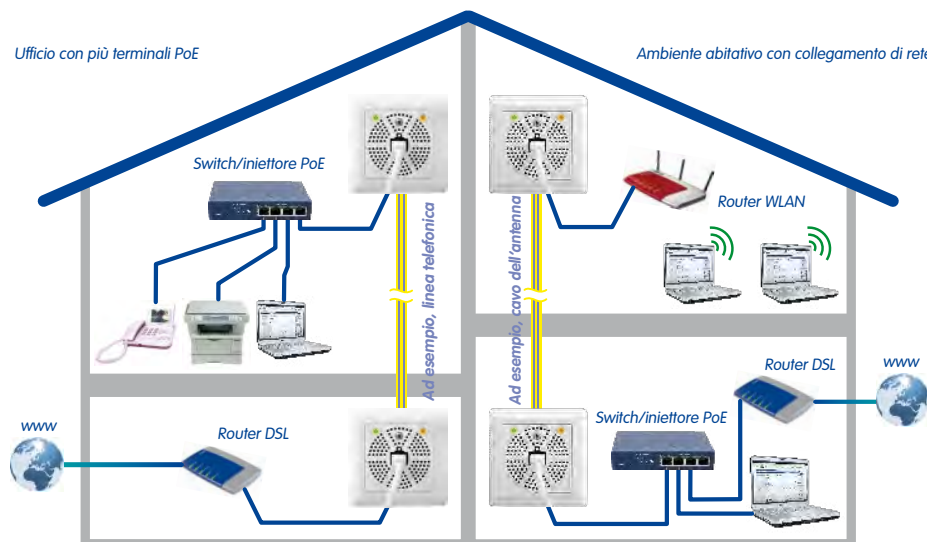 Ufficio con più terminali PoE
Ambiente abitativo con collegamento di rete
Switch/iniettore PoE
Router WLAN
Ad esempio, linea telefonica
Ad esempio, cavo dell'antenna
Router DSL
www
Switch/iniettore PoE
www
Router DSL